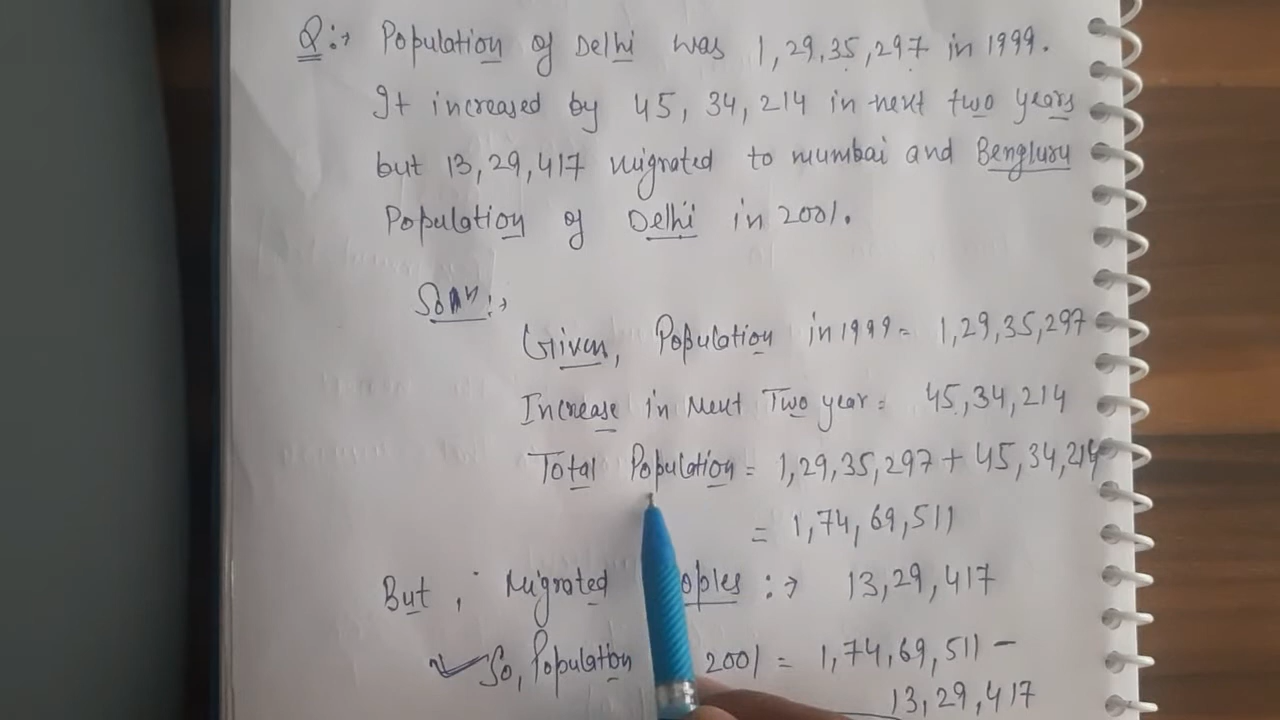 Q:→ Population of Delhi was 1,29,35,297 in 1999.
It increased by 45,34,214 in next two years
but 13,29,417 migrated to mumbai and Bengluru
Population of Delhi in 2001.
Given, Population in 1999 = 1,29,35,297
Increase in Next Two year = 45,34,214
Total Population = 1,29,35,297 + 45,34,214
= 1,74,69,511
But, Migrated :→ 13,29,417
So, Population 2001 = 1,74,69,511 -
13,29,417